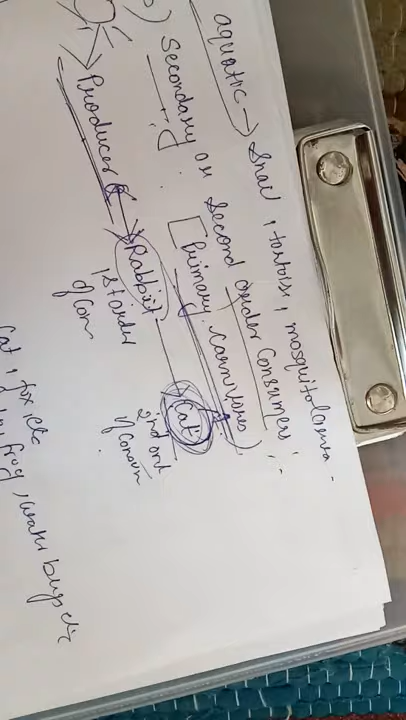 aquatic → Snail, tortoise, mosquito larva.
b) Secondary or Second order Consumers :-
[Primary. Carnivores]
Producers → Rabbit → Cat
1st order of Con
2nd ord of Consum
Cat, fox etc
frog, water bugs etc